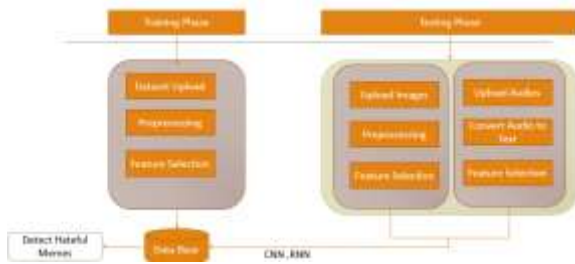 Training Phase
Testing Phase
Dataset Upload
Preprocessing
Feature Selection
Upload Images
Preprocessing
Feature Selection
Upload Audios
Convert Audio to
Text
Feature Selection
Detect Hateful
Memes
Data Base
CNN ,RNN